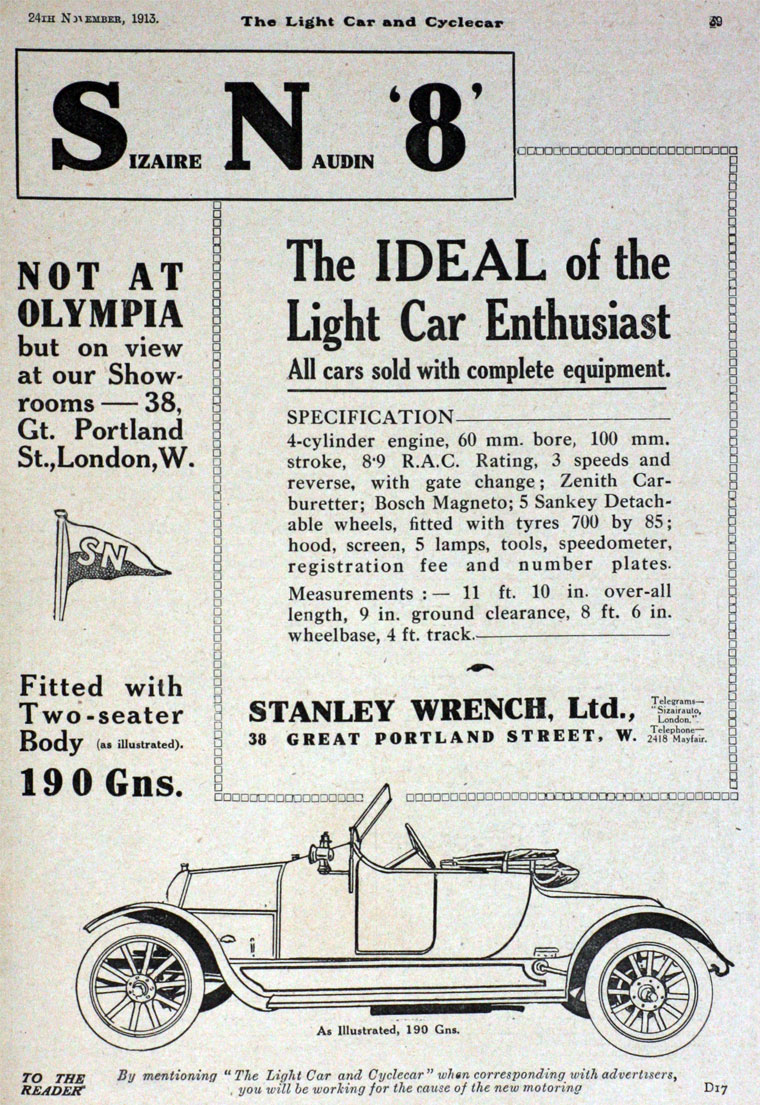 24TH NOVEMBER, 1913.
The Light Car and Cyclecar
39
SIZAIRE NAUDIN '8'
NOT AT
OLYMPIA
but on view
at our Show-
rooms — 38,
Gt. Portland
St., London, W.
SN
Fitted with
Two-seater
Body (as illustrated).
190 Gns.
The IDEAL of the
Light Car Enthusiast
All cars sold with complete equipment.
SPECIFICATION
4-cylinder engine, 60 mm. bore, 100 mm.
stroke, 8·9 R.A.C. Rating, 3 speeds and
reverse, with gate change; Zenith Car-
buretter; Bosch Magneto; 5 Sankey Detach-
able wheels, fitted with tyres 700 by 85;
hood, screen, 5 lamps, tools, speedometer,
registration fee and number plates.
Measurements :— 11 ft. 10 in. over-all
length, 9 in. ground clearance, 8 ft. 6 in.
wheelbase, 4 ft. track.
STANLEY WRENCH, Ltd.,
38 GREAT PORTLAND STREET, W.
Telegrams—
"Sizairauto,
London."
Telephone—
2418 Mayfair.
As Illustrated, 190 Gns.
TO THE
READER
By mentioning "The Light Car and Cyclecar" when corresponding with advertisers,
you will be working for the cause of the new motoring
D17